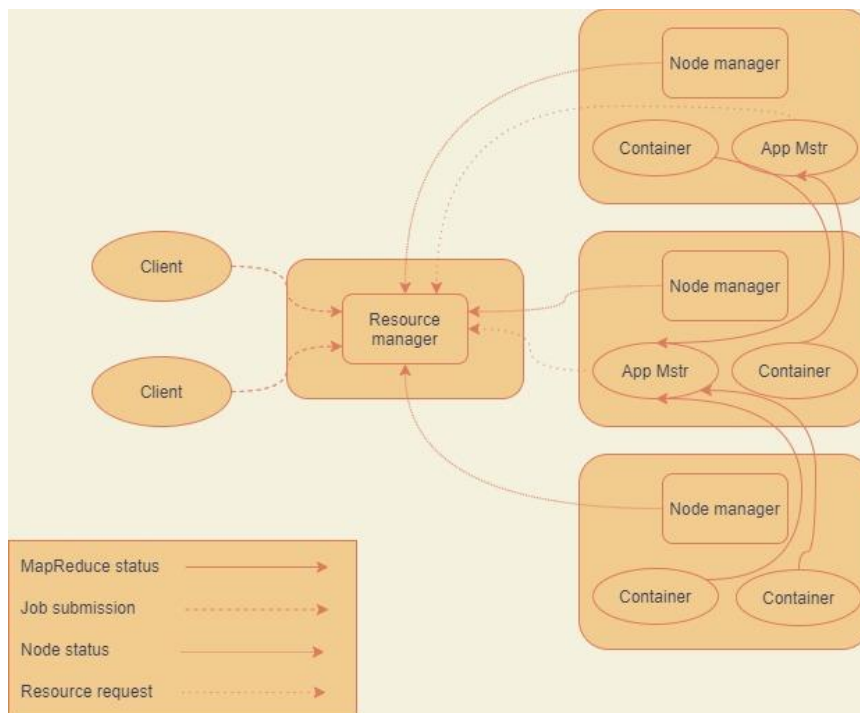 Node manager
Container
App Mstr
Client
Resource
manager
Node manager
Client
App Mstr
Container
Node manager
Container
Container
MapReduce status
Job submission
Node status
Resource request